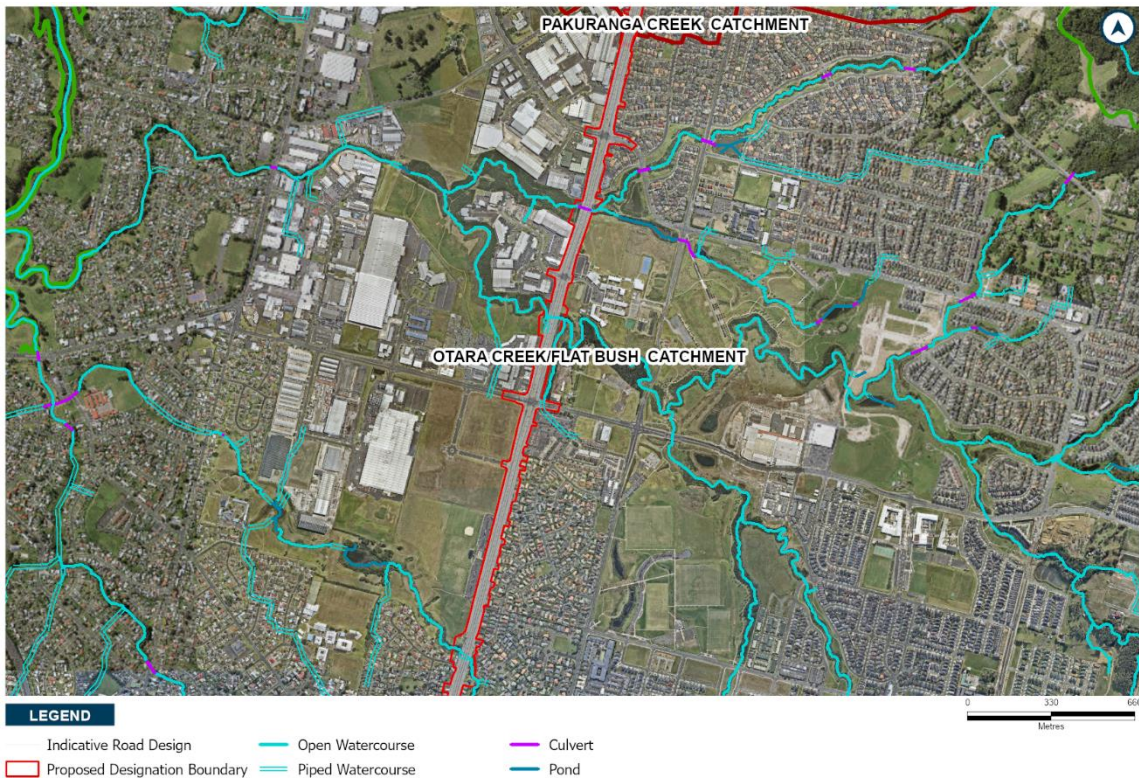 PAKURANGA CREEK CATCHMENT
OTARA CREEK/FLAT BUSH CATCHMENT
LEGEND
0 330 660
Metres
Indicative Road Design
Open Watercourse
Culvert
Proposed Designation Boundary
Piped Watercourse
Pond